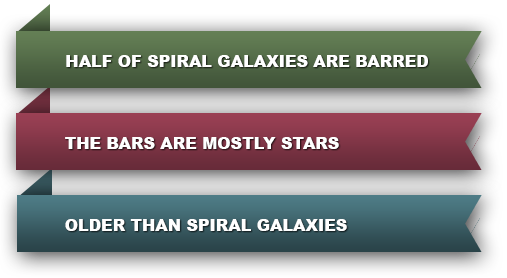 HALF OF SPIRAL GALAXIES ARE BARRED
THE BARS ARE MOSTLY STARS
OLDER THAN SPIRAL GALAXIES